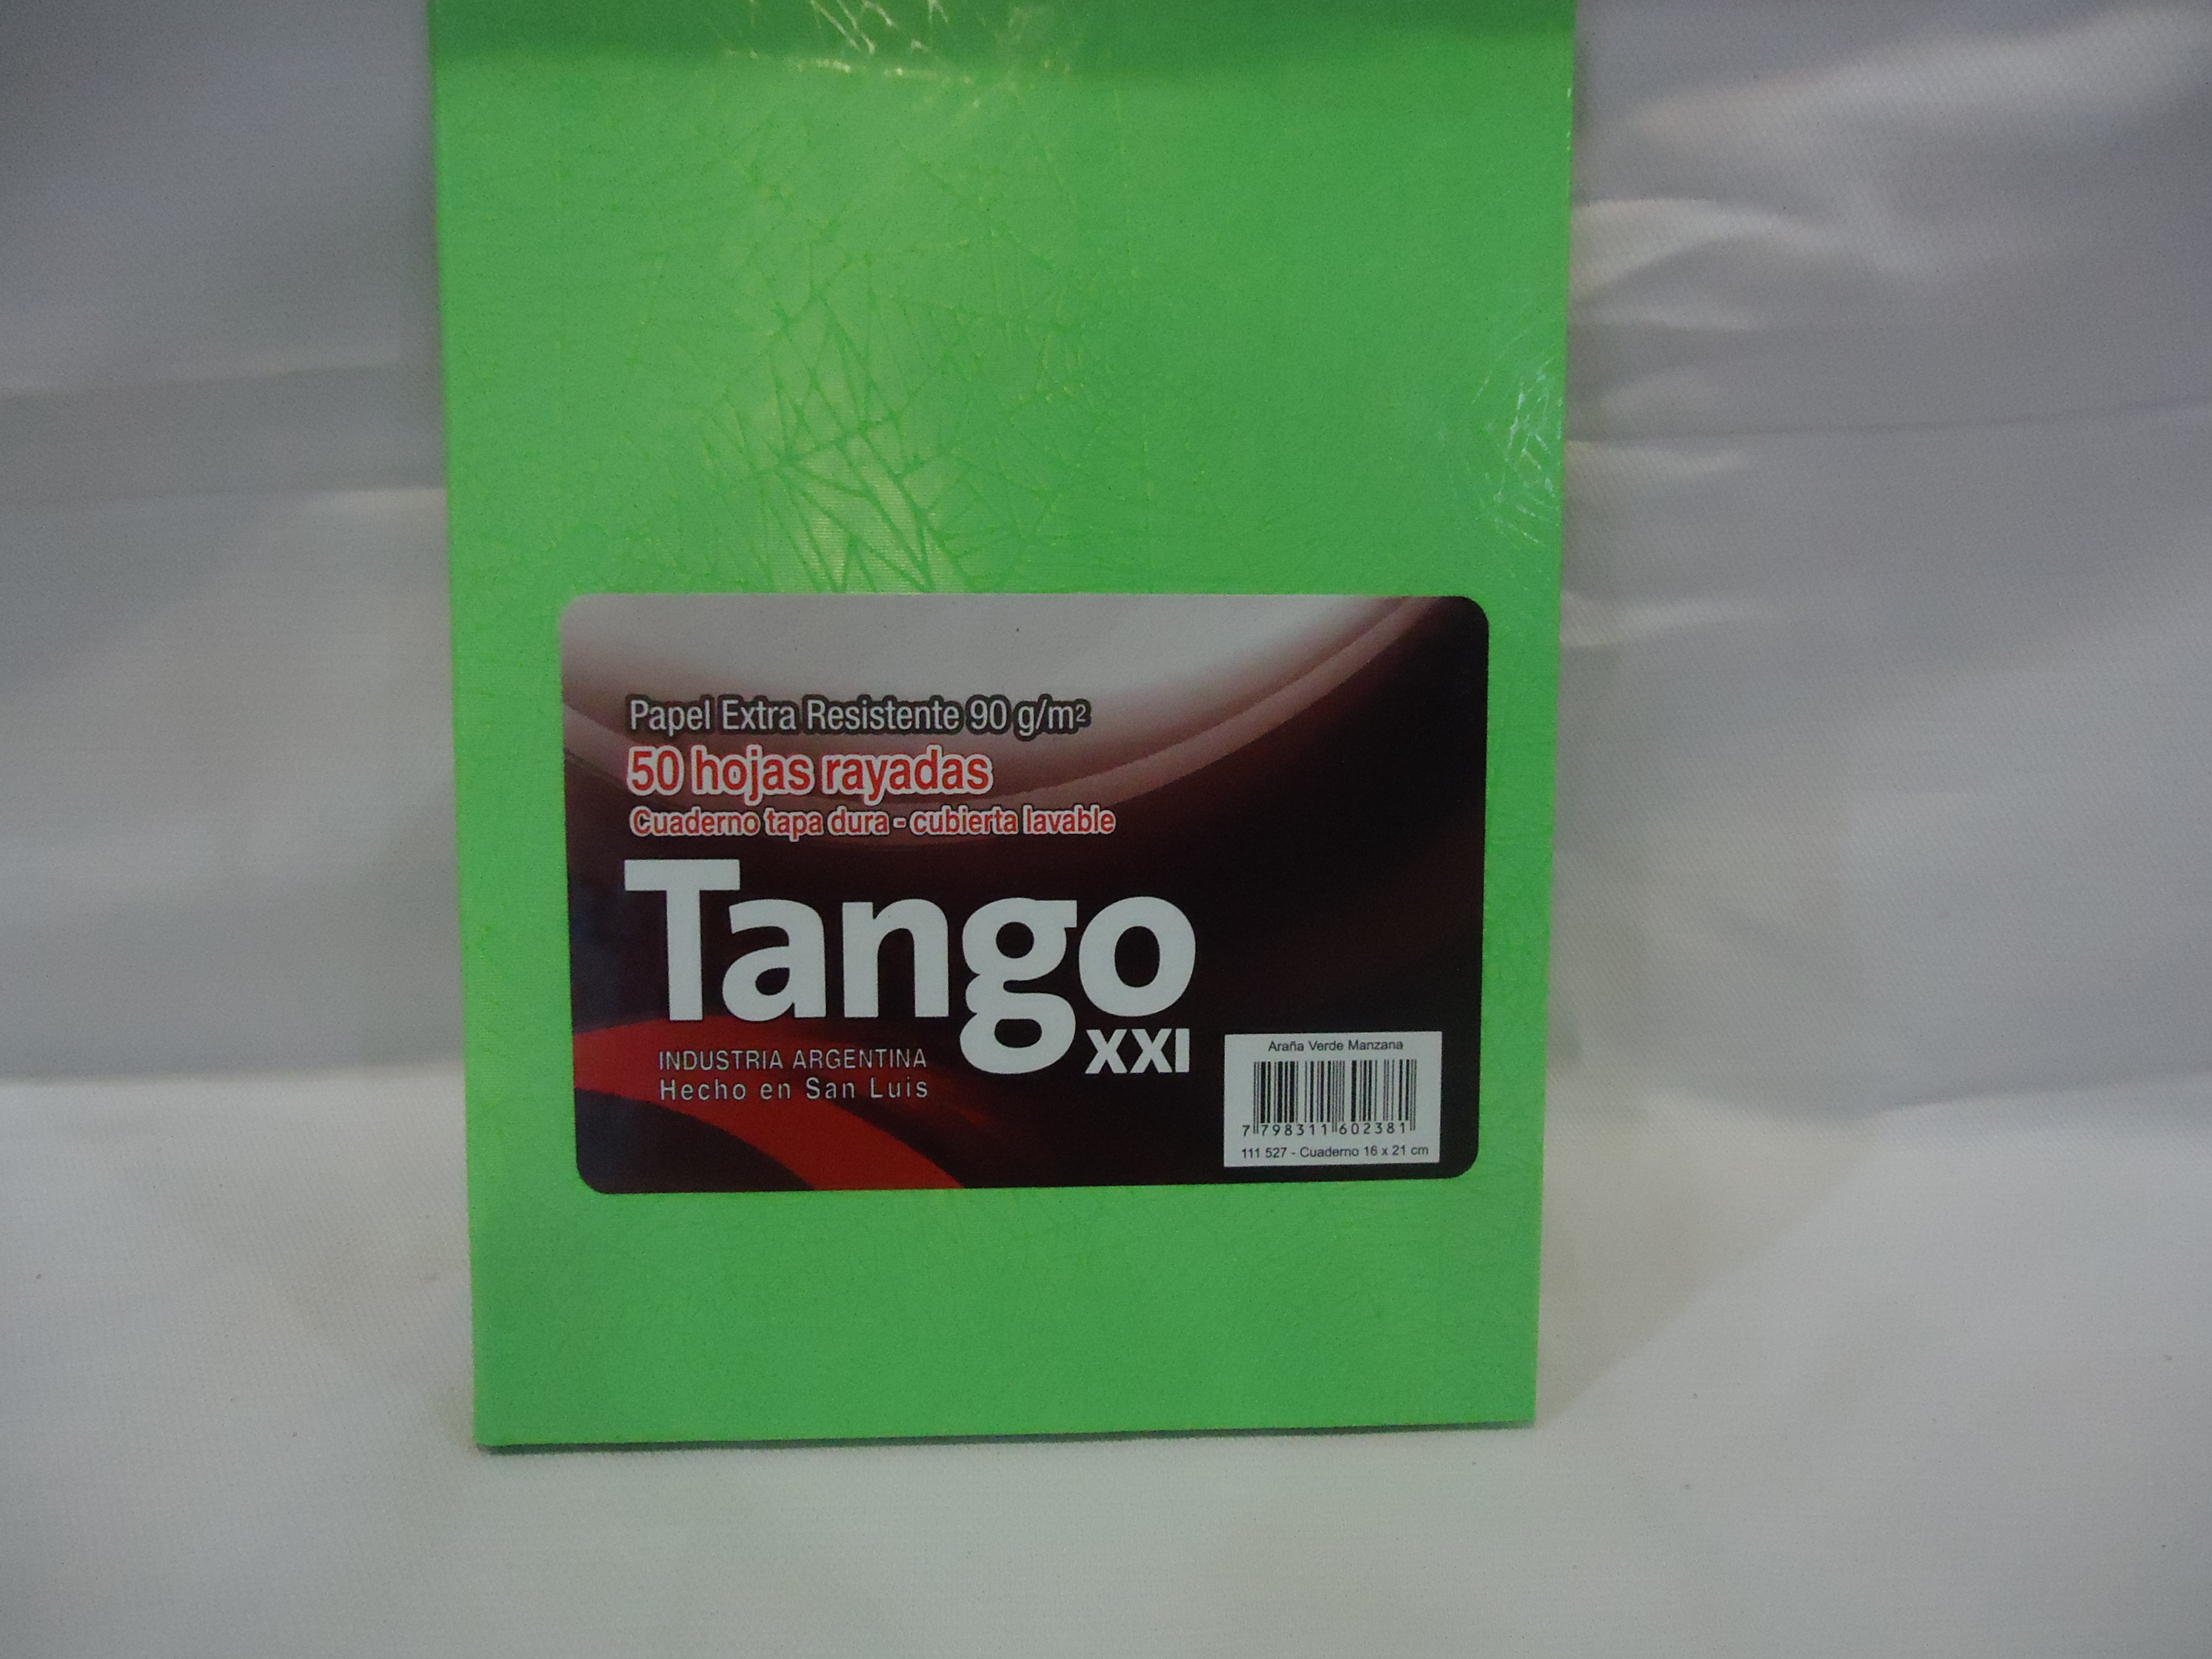 Papel Extra Resistente 90 g/m²
50 hojas rayadas
Cuaderno tapa dura - cubierta lavable
Tango
XXI
INDUSTRIA ARGENTINA
Hecho en San Luis
Araña Verde Manzana
7 798311 602381
111 527 - Cuaderno 16 x 21 cm